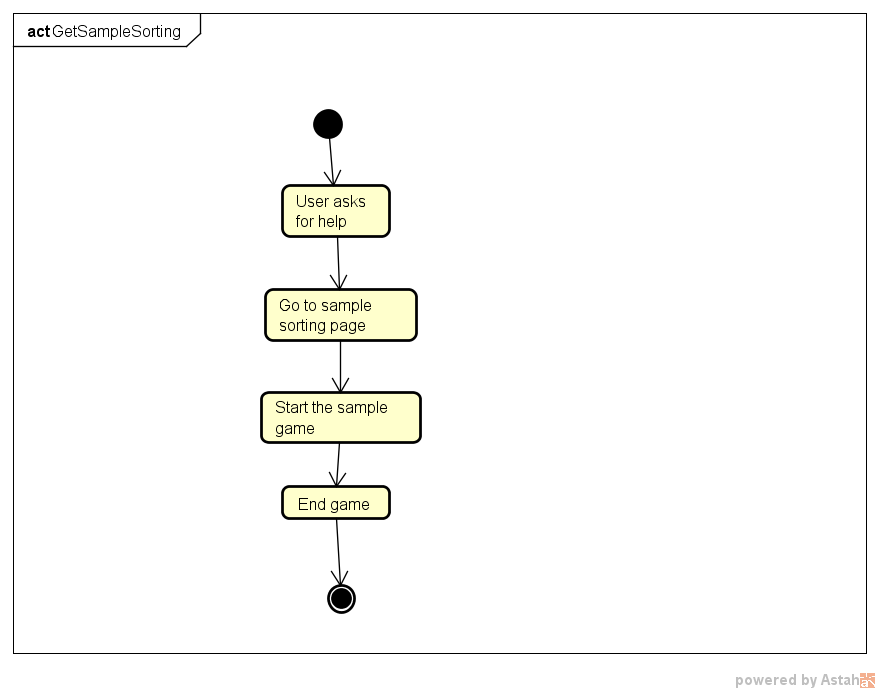 act GetSampleSorting
User asks
for help
Go to sample
sorting page
Start the sample
game
End game
powered by Astah